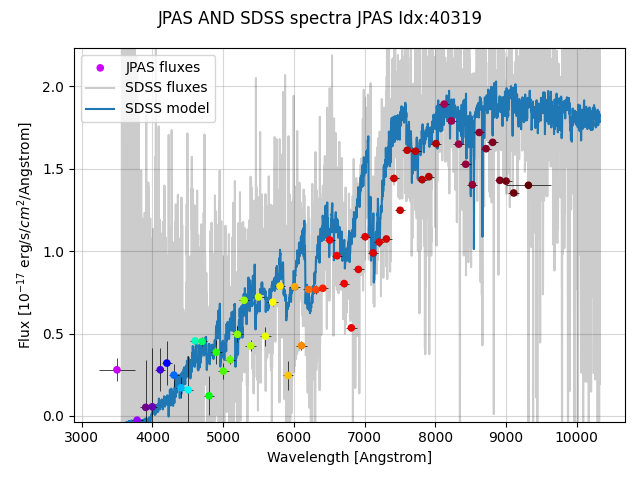 JPAS AND SDSS spectra JPAS Idx:40319
JPAS fluxes
SDSS fluxes
SDSS model
Flux [10⁻¹⁷ erg/s/cm²/Angstrom]
2.0
1.5
1.0
0.5
0.0
3000 4000 5000 6000 7000 8000 9000 10000
Wavelength [Angstrom]